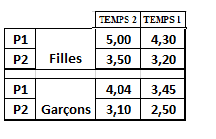 TEMPS 2 TEMPS 1
P1 5,00 4,30
P2 Filles 3,50 3,20
P1 4,04 3,45
P2 Garçons 3,10 2,50